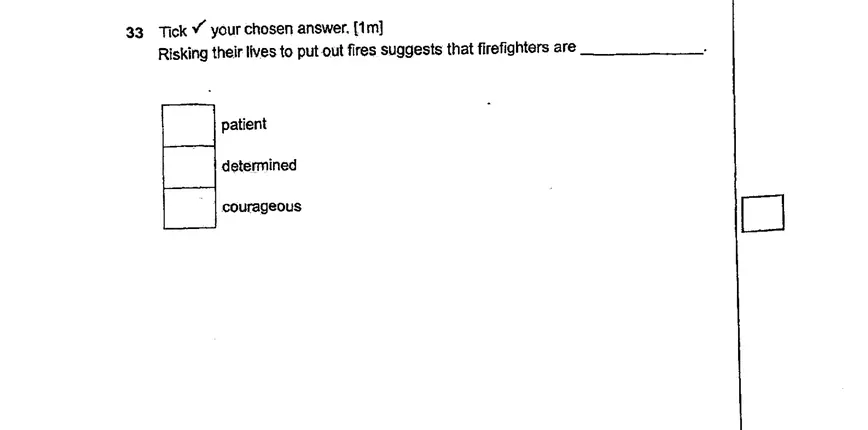 33 Tick ✓ your chosen answer. [1m]
Risking their lives to put out fires suggests that firefighters are ____________.
patient
determined
courageous